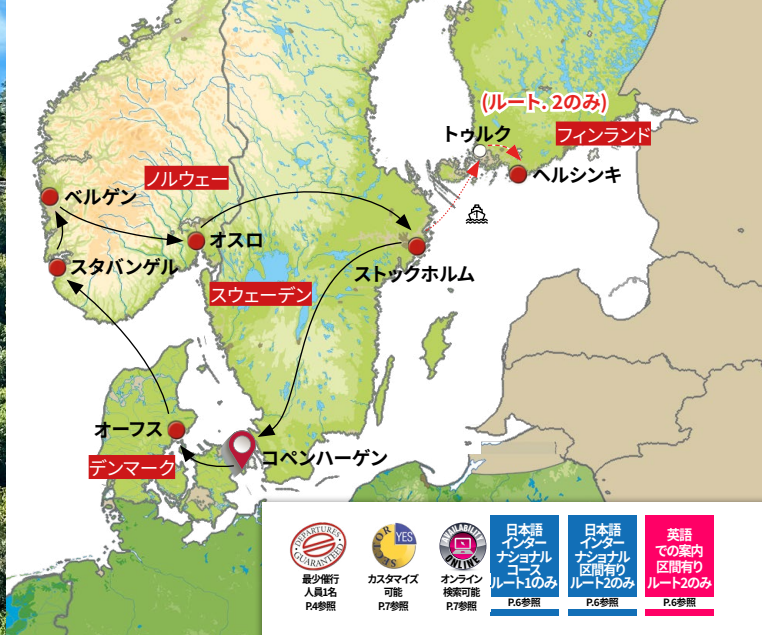 (ルート. 2のみ)
トゥルク
フィンランド
ヘルシンキ
ノルウェー
ベルゲン
オスロ
スタバンゲル
ストックホルム
スウェーデン
オーフス
コペンハーゲン
デンマーク
DEPARTURES
GUARANTEED
最少催行
人員1名
P.4参照
YES
SECTOR
カスタマイズ
可能
P.7参照
AVAILABILITY
ONLINE
オンライン
検索可能
P.7参照
日本語
インター
ナショナル
コース
ルート1のみ
P.6参照
日本語
インター
ナショナル
区間有り
ルート2のみ
P.6参照
英語
での案内
区間有り
ルート2のみ
P.6参照